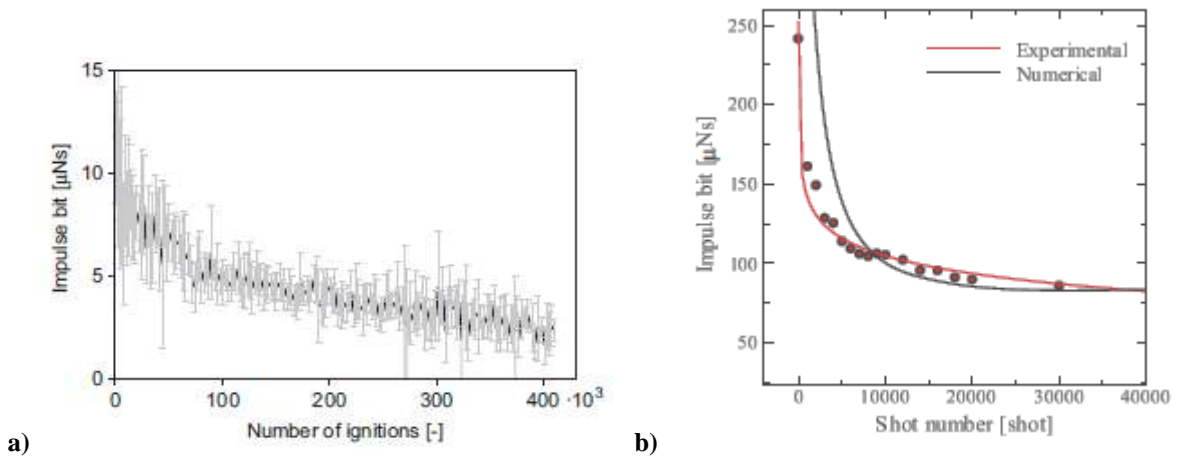 15
10
5
0
Impulse bit [µNs]
0 100 200 300 400 ·10³
Number of ignitions [-]
a)
250
200
150
100
50
Impulse bit [µNs]
Experimental
Numerical
0 10000 20000 30000 40000
Shot number [shot]
b)